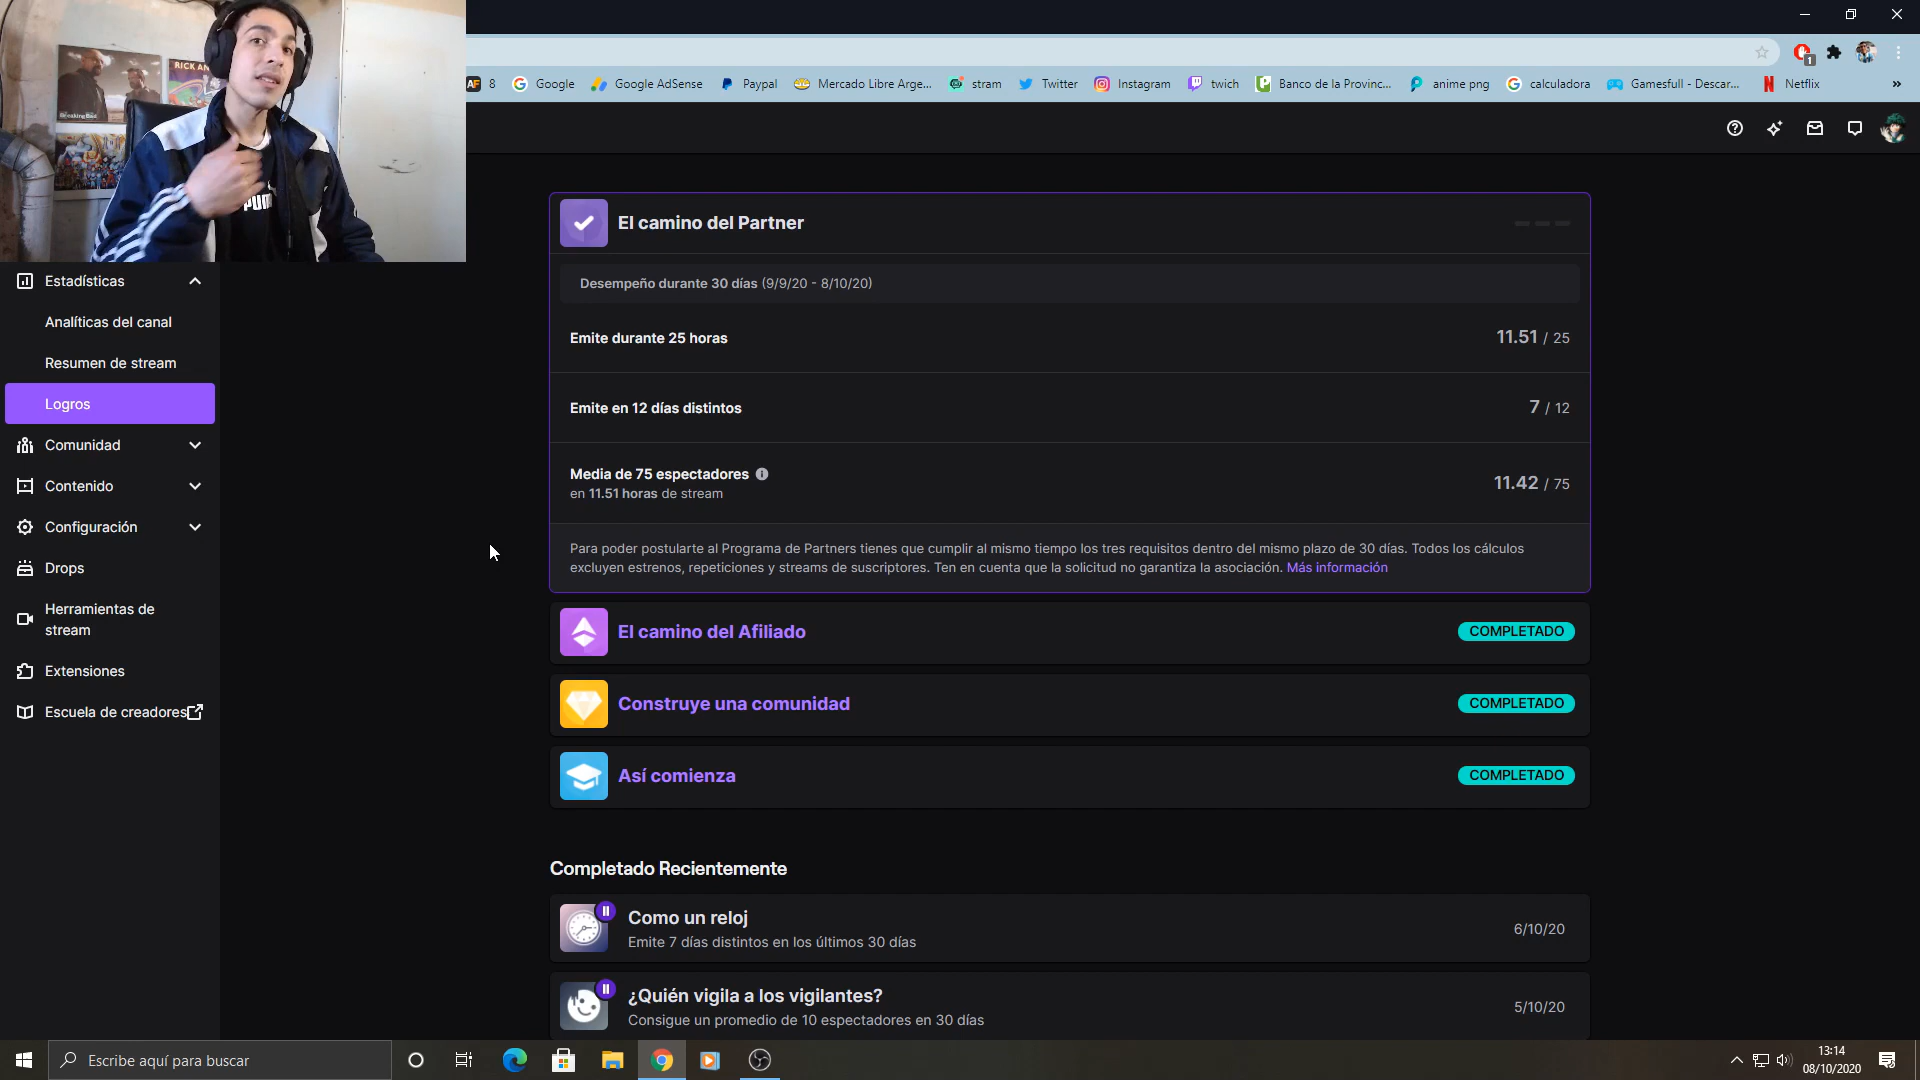 Breaking Bad
RICK AN
PUM
8
Google
Google AdSense
Paypal
Mercado Libre Arge...
stram
Twitter
Instagram
twich
Banco de la Provinc...
anime png
calculadora
Gamesfull - Descar...
Netflix
»
1
Estadísticas
Analíticas del canal
Resumen de stream
Logros
Comunidad
Contenido
Configuración
Drops
Herramientas de
stream
Extensiones
Escuela de creadores
El camino del Partner
Desempeño durante 30 días (9/9/20 - 8/10/20)
Emite durante 25 horas
11.51 / 25
Emite en 12 días distintos
7 / 12
Media de 75 espectadores
en 11.51 horas de stream
11.42 / 75
Para poder postularte al Programa de Partners tienes que cumplir al mismo tiempo los tres requisitos dentro del mismo plazo de 30 días. Todos los cálculos
excluyen estrenos, repeticiones y streams de suscriptores. Ten en cuenta que la solicitud no garantiza la asociación. Más información
El camino del Afiliado
COMPLETADO
Construye una comunidad
COMPLETADO
Así comienza
COMPLETADO
Completado Recientemente
II
Como un reloj
Emite 7 días distintos en los últimos 30 días
6/10/20
II
¿Quién vigila a los vigilantes?
Consigue un promedio de 10 espectadores en 30 días
5/10/20
Escribe aquí para buscar
13:14
08/10/2020